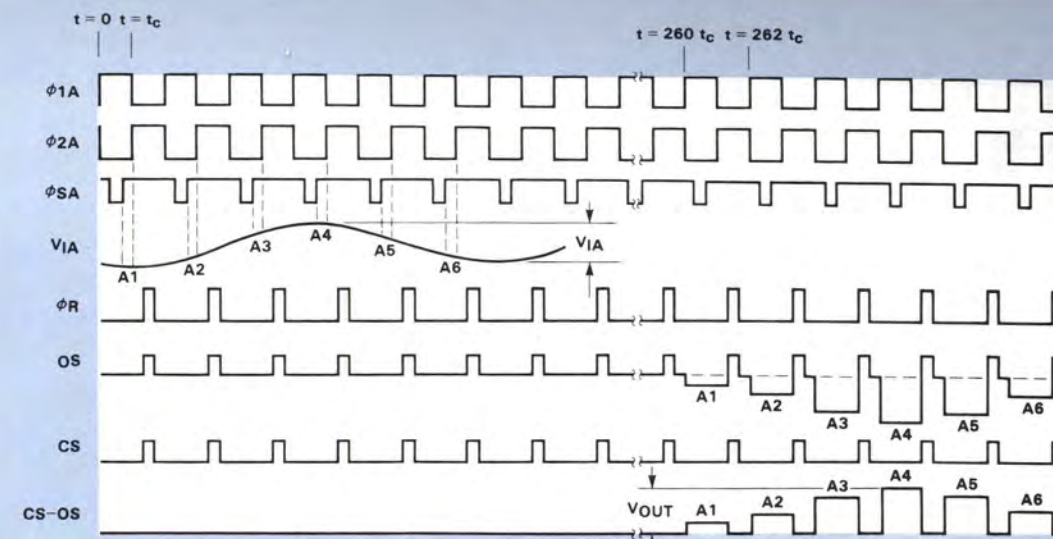 t = 0 t = tc
t = 260 tc t = 262 tc
ϕ1A
ϕ2A
ϕSA
VIA
A1 A2 A3 A4 A5 A6
VIA
ϕR
OS
A1 A2 A3 A4 A5 A6
CS
CS–OS
VOUT
A1 A2 A3 A4 A5 A6